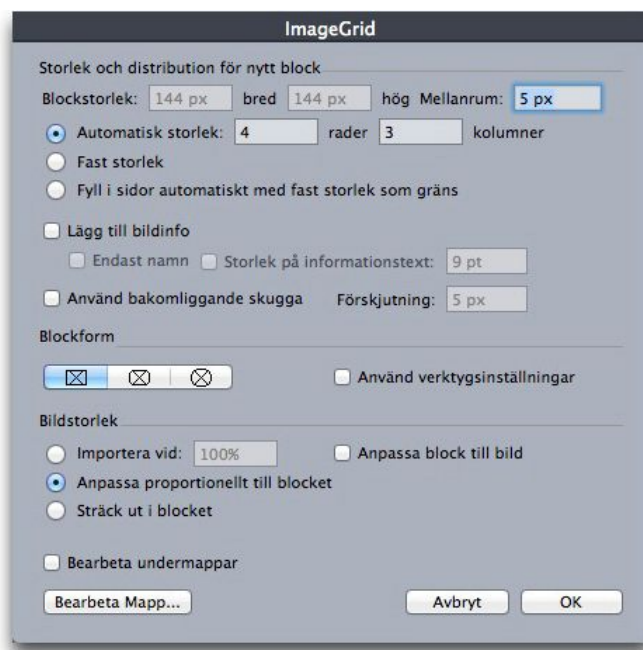 ImageGrid
Storlek och distribution för nytt block
Blockstorlek: 144 px bred 144 px hög Mellanrum: 5 px
Automatisk storlek: 4 rader 3 kolumner
Fast storlek
Fyll i sidor automatiskt med fast storlek som gräns
Lägg till bildinfo
Endast namn Storlek på informationstext: 9 pt
Använd bakomliggande skugga Förskjutning: 5 px
Blockform
Använd verktygsinställningar
Bildstorlek
Importera vid: 100% Anpassa block till bild
Anpassa proportionellt till blocket
Sträck ut i blocket
Bearbeta undermappar
Bearbeta Mapp... Avbryt OK